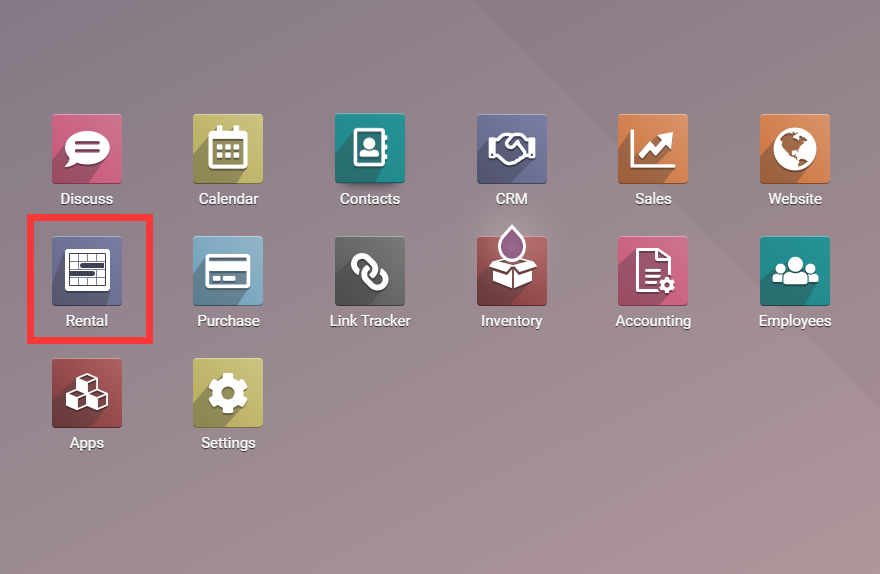 Discuss
Calendar
Contacts
CRM
Sales
Website
Rental
Purchase
Link Tracker
Inventory
Accounting
Employees
Apps
Settings